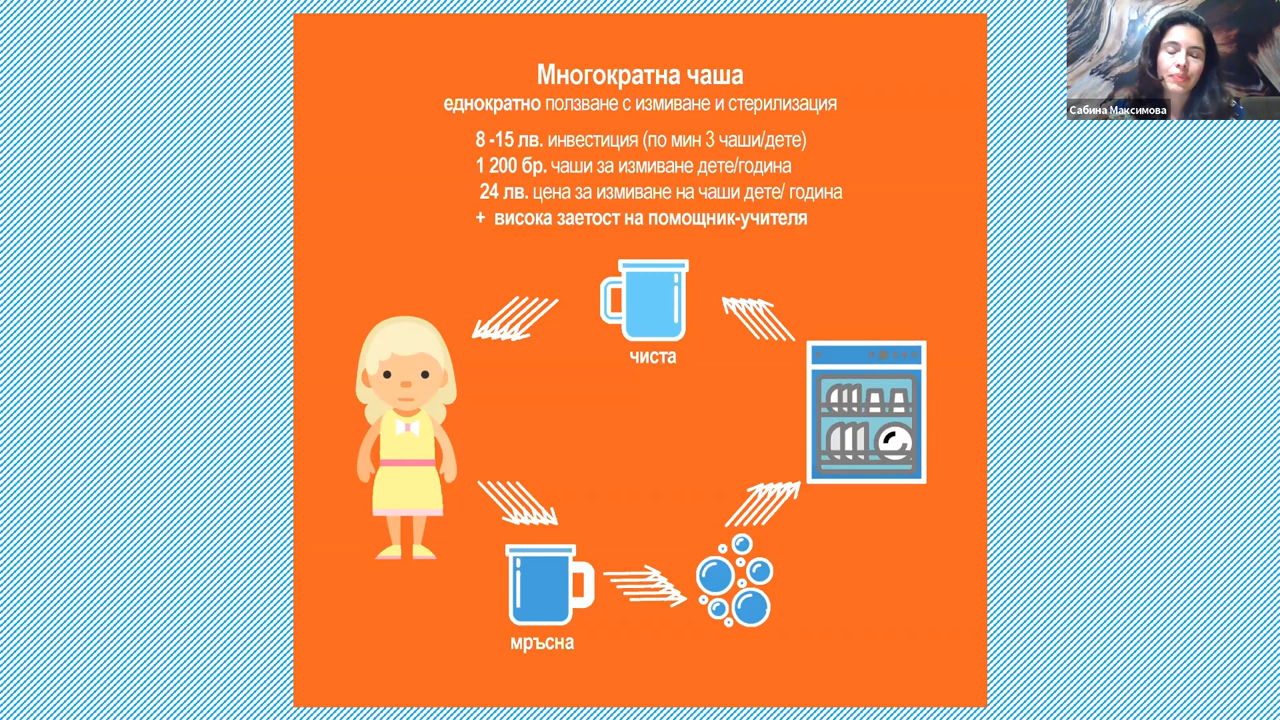 Многократна чаша
еднократно ползване с измиване и стерилизация
8 -15 лв. инвестиция (по мин 3 чаши/дете)
1 200 бр. чаши за измиване дете/година
24 лв. цена за измиване на чаши дете/ година
+ висока заетост на помощник-учителя
чиста
мръсна
Сабина Максимова